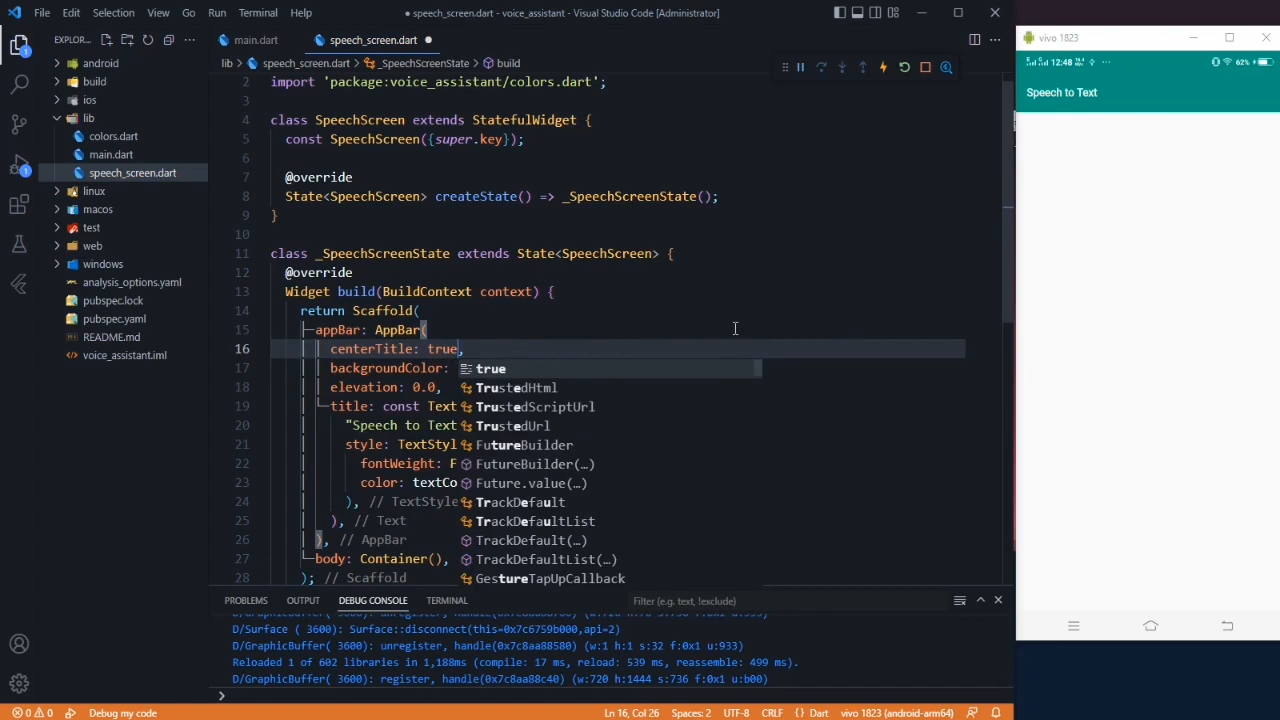 File Edit Selection View Go Run Terminal Help
● speech_screen.dart - voice_assistant - Visual Studio Code [Administrator]
EXPLOR...
android
build
ios
lib
colors.dart
main.dart
speech_screen.dart
linux
macos
test
web
windows
analysis_options.yaml
pubspec.lock
pubspec.yaml
README.md
voice_assistant.iml
1
1
main.dart
speech_screen.dart ●
lib > speech_screen.dart > _SpeechScreenState > build
2 import 'package:voice_assistant/colors.dart';
3
4 class SpeechScreen extends StatefulWidget {
5 const SpeechScreen({super.key});
6
7 @override
8 State<SpeechScreen> createState() => _SpeechScreenState();
9 }
10
11 class _SpeechScreenState extends State<SpeechScreen> {
12 @override
13 Widget build(BuildContext context) {
14 return Scaffold(
15 appBar: AppBar(
16 centerTitle: true,
17 backgroundColor:
18 elevation: 0.0,
19 title: const Text
20 "Speech to Text
21 style: TextStyl
22 fontWeight: F
23 color: textCo
24 ), // TextStyle
25 ), // Text
26 ), // AppBar
27 body: Container(),
28 ); // Scaffold
true
TrustedHtml
TrustedScriptUrl
TrustedUrl
FutureBuilder
FutureBuilder(…)
Future.value(…)
TrackDefault
TrackDefaultList
TrackDefault(…)
TrackDefaultList(…)
GestureTapUpCallback
PROBLEMS OUTPUT DEBUG CONSOLE TERMINAL
Filter (e.g. text, !exclude)
D/Surface ( 3600): Surface::disconnect(this=0x7c6759b000,api=2)
D/GraphicBuffer( 3600): unregister, handle(0x7c8aa88580) (w:1 h:1 s:32 f:0x1 u:933)
Reloaded 1 of 602 libraries in 1,188ms (compile: 17 ms, reload: 539 ms, reassemble: 499 ms).
D/GraphicBuffer( 3600): register, handle(0x7c8aa88c40) (w:720 h:1444 s:736 f:0x1 u:b00)
0 0 Debug my code
Ln 16, Col 26 Spaces: 2 UTF-8 CRLF {} Dart vivo 1823 (android-arm64)
vivo 1823
12:48
62%
Speech to Text